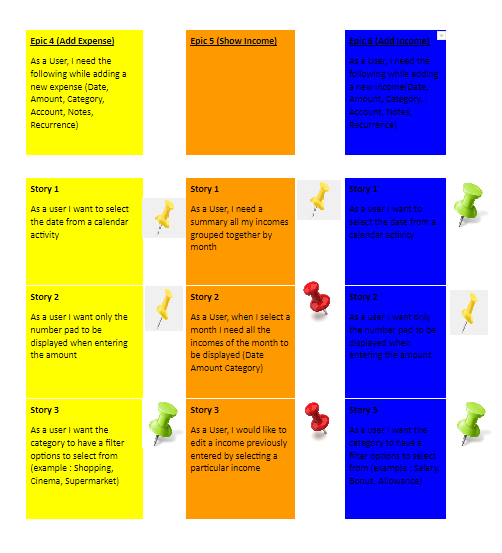 Epic 4 (Add Expense)
As a User, I need the
following while adding a
new expense (Date,
Amount, Category,
Account, Notes,
Recurrence)
Epic 5 (Show Income)
Epic 6 (Add Income)
As a User, I need the
following while adding
a new income(Date,
Amount, Category,
Account, Notes,
Recurrence)
Story 1
As a user I want to select
the date from a calendar
activity
Story 1
As a User, I need a
summary all my incomes
grouped together by
month
Story 1
As a user I want to
select the date from a
calendar activity
Story 2
As a user I want only the
number pad to be
displayed when entering
the amount
Story 2
As a User, when I select a
month I need all the
incomes of the month to
be displayed (Date
Amount Category)
Story 2
As a user I want only
the number pad to be
displayed when
entering the amount
Story 3
As a user I want the
category to have a filter
options to select from
(example : Shopping,
Cinema, Supermarket)
Story 3
As a User, I would like to
edit a income previously
entered by selecting a
particular income
Story 3
As a user I want the
category to have a
filter options to select
from (example : Salary,
Bonus, Allowance)